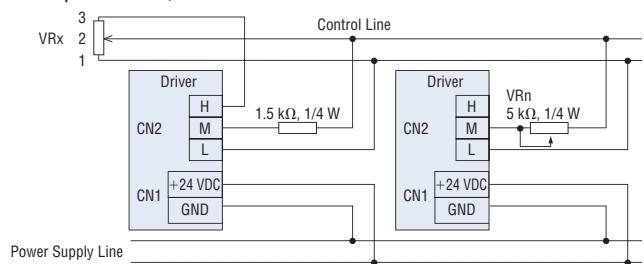 3
VRx 2
1
Control Line
Driver
H
CN2
M
L
1.5 kΩ, 1/4 W
CN1
+24 VDC
GND
Driver
H
CN2
M
L
VRn
5 kΩ, 1/4 W
CN1
+24 VDC
GND
Power Supply Line